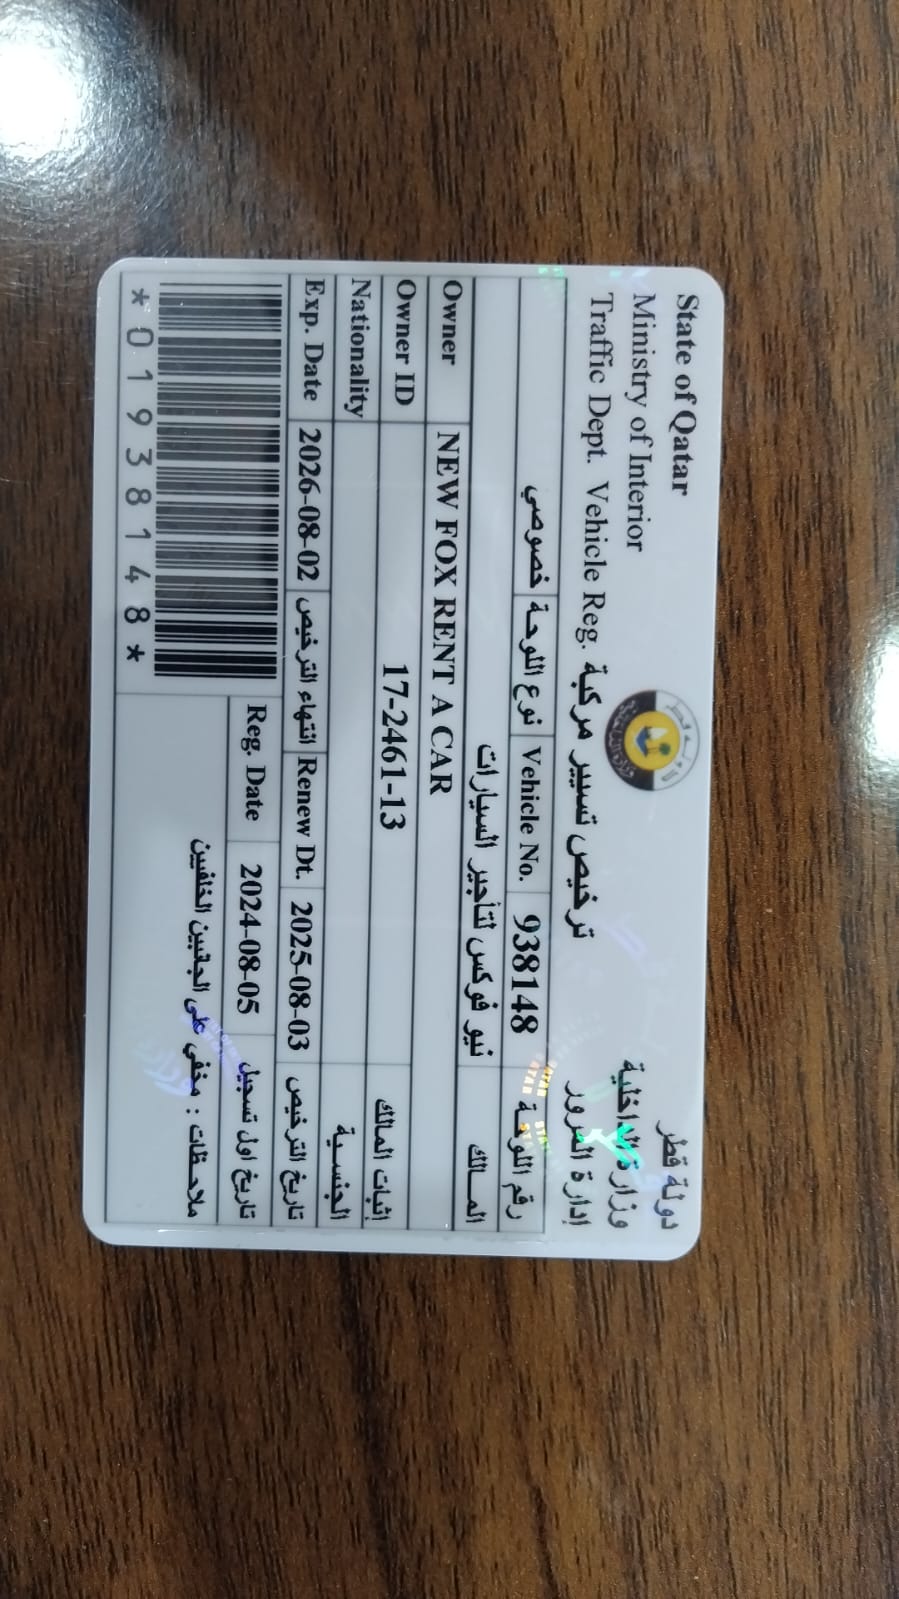 State of Qatar دولة قطر
Ministry of Interior وزارة الداخلية
Traffic Dept. Vehicle Reg. ترخيص تسيير مركبة إدارة المرور
خصوصي نوع اللوحة Vehicle No. 938148 رقم اللوحة
نيو فوكس لتأجير السيارات المالك
Owner NEW FOX RENT A CAR
Owner ID 17-2461-13 إثبات المالك
Nationality الجنسية
Exp. Date 2026-08-02 انتهاء الترخيص Renew Dt. 2025-08-03 تاريخ الترخيص
Reg. Date 2024-08-05 تاريخ اول تسجيل
ملاحظات : مخفي على الجانبين الخلفيين
*01938148*